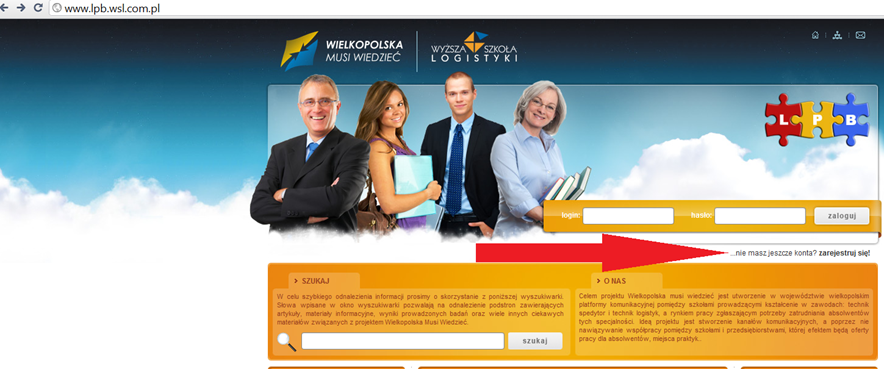 www.lpb.wsl.com.pl
WIELKOPOLSKA
MUSI WIEDZIEĆ
WYŻSZA SZKOŁA
LOGISTYKI
L P B
login: hasło: zaloguj
...nie masz jeszcze konta? zarejestruj się!
SZUKAJ
W celu szybkiego odnalezienia informacji prosimy o skorzystanie z poniższej wyszukiwarki.
Słowa wpisane w okno wyszukiwarki pozwalają na odnalezienie podstron zawierających
artykuły, materiały informacyjne, wyniki prowadzonych badań oraz wiele innych ciekawych
materiałów związanych z projektem Wielkopolska Musi Wiedzieć.
szukaj
O NAS
Celem projektu Wielkopolska musi wiedzieć jest utworzenie w województwie wielkopolskim
platformy komunikacyjnej pomiędzy szkołami prowadzącymi kształcenie w zawodach: technik
spedytor i technik logistyk, a rynkiem pracy zgłaszającym potrzeby zatrudniania absolwentów
tych specjalności. Ideą projektu jest stworzenie kanałów komunikacyjnych, a poprzez nie
nawiązywanie współpracy pomiędzy szkołami i przedsiębiorstwami, której efektem będą oferty
pracy dla absolwentów, miejsca praktyk.